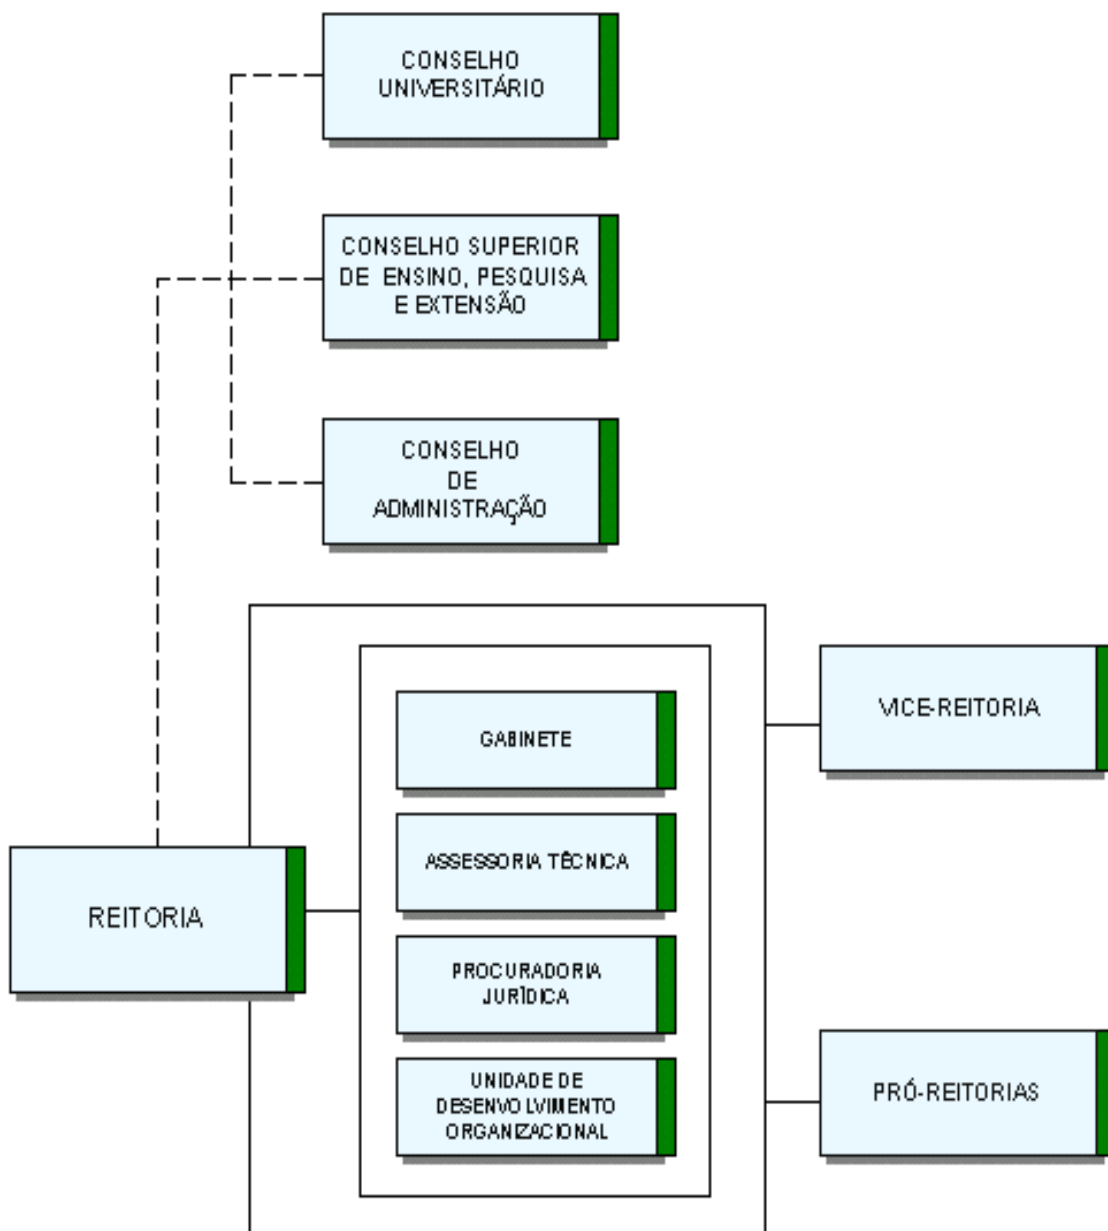 CONSELHO
UNIVERSITÁRIO
CONSELHO SUPERIOR
DE ENSINO, PESQUISA
E EXTENSÃO
CONSELHO
DE
ADMINISTRAÇÃO
GABINETE
VICE-REITORIA
ASSESSORIA TÉCNICA
REITORIA
PROCURADORIA
JURÍDICA
UNIDADE DE
DESENVOLVIMENTO
ORGANIZACIONAL
PRÓ-REITORIAS